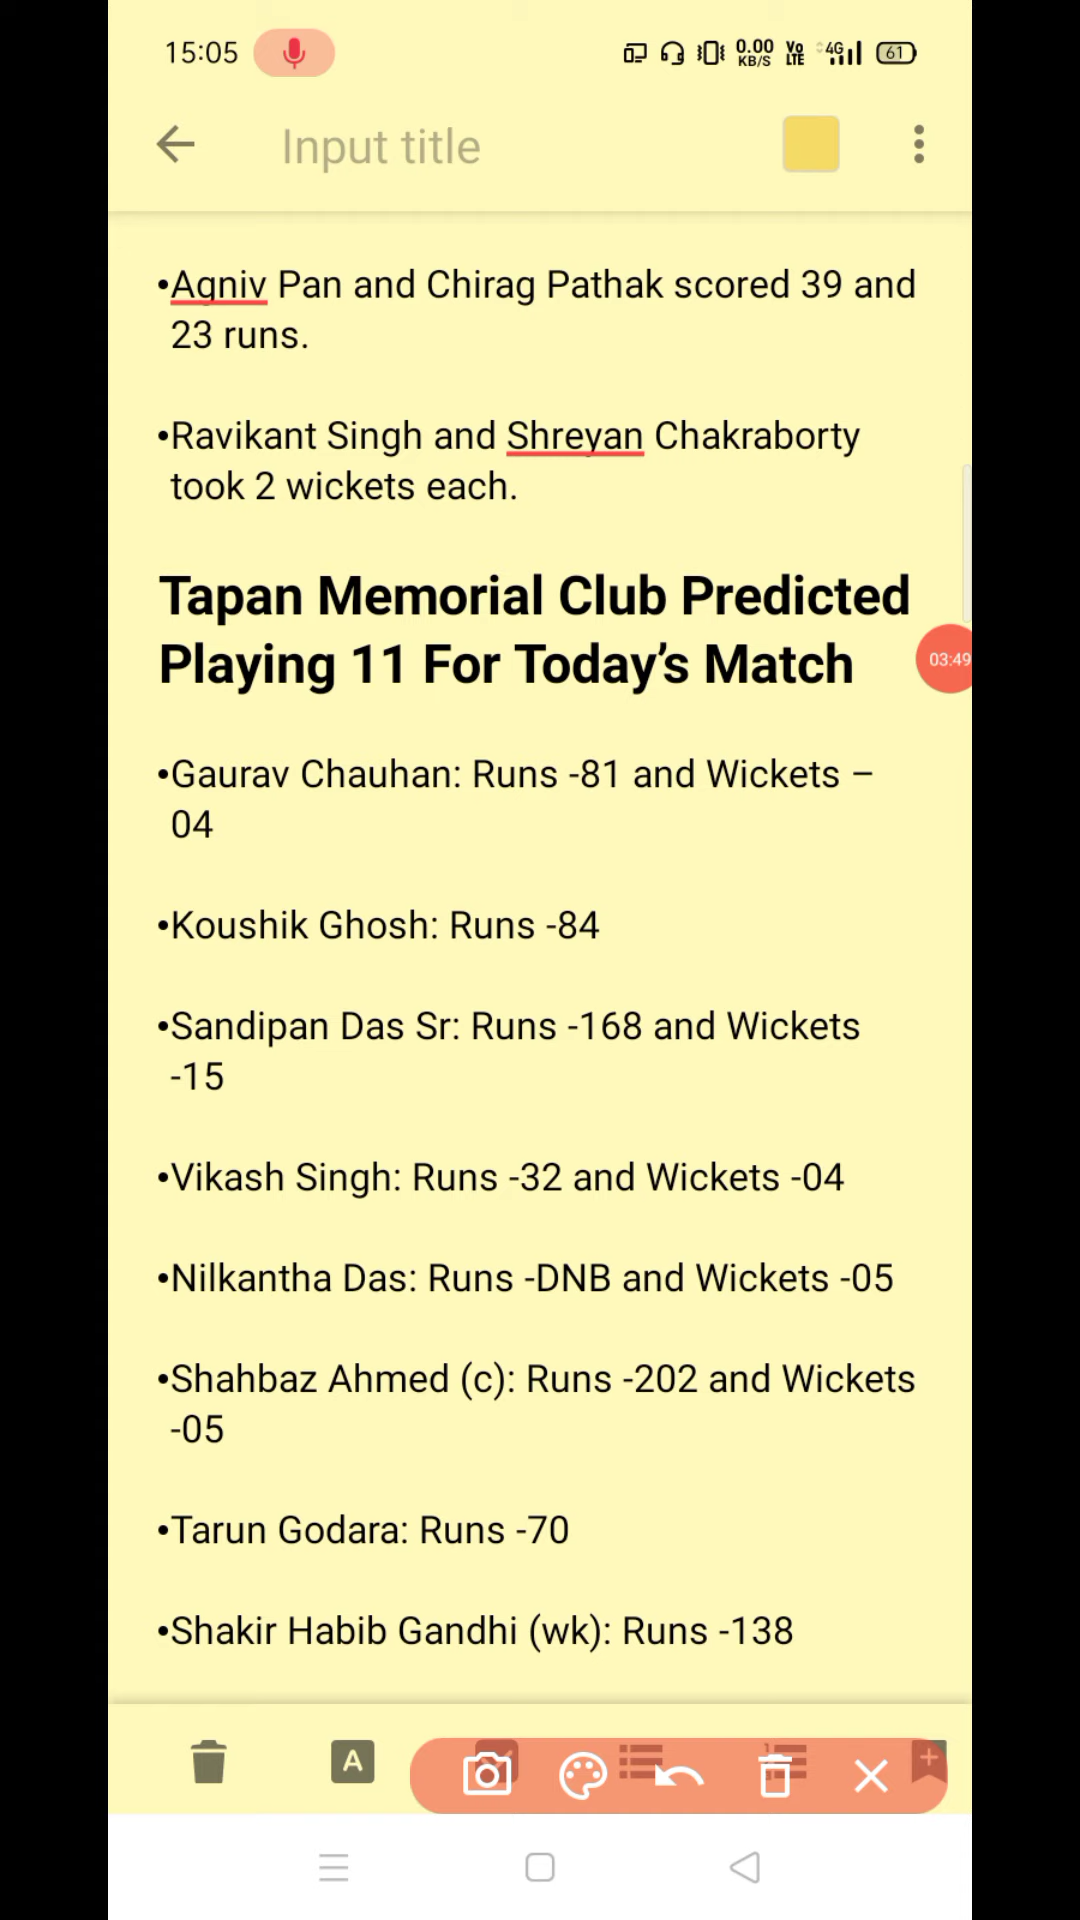 15:05
0.00
KB/S
Vo
LTE
4G
61
Input title
•Agniv Pan and Chirag Pathak scored 39 and
23 runs.
•Ravikant Singh and Shreyan Chakraborty
took 2 wickets each.
Tapan Memorial Club Predicted
Playing 11 For Today’s Match
03:49
•Gaurav Chauhan: Runs -81 and Wickets –
04
•Koushik Ghosh: Runs -84
•Sandipan Das Sr: Runs -168 and Wickets
-15
•Vikash Singh: Runs -32 and Wickets -04
•Nilkantha Das: Runs -DNB and Wickets -05
•Shahbaz Ahmed (c): Runs -202 and Wickets
-05
•Tarun Godara: Runs -70
•Shakir Habib Gandhi (wk): Runs -138
A